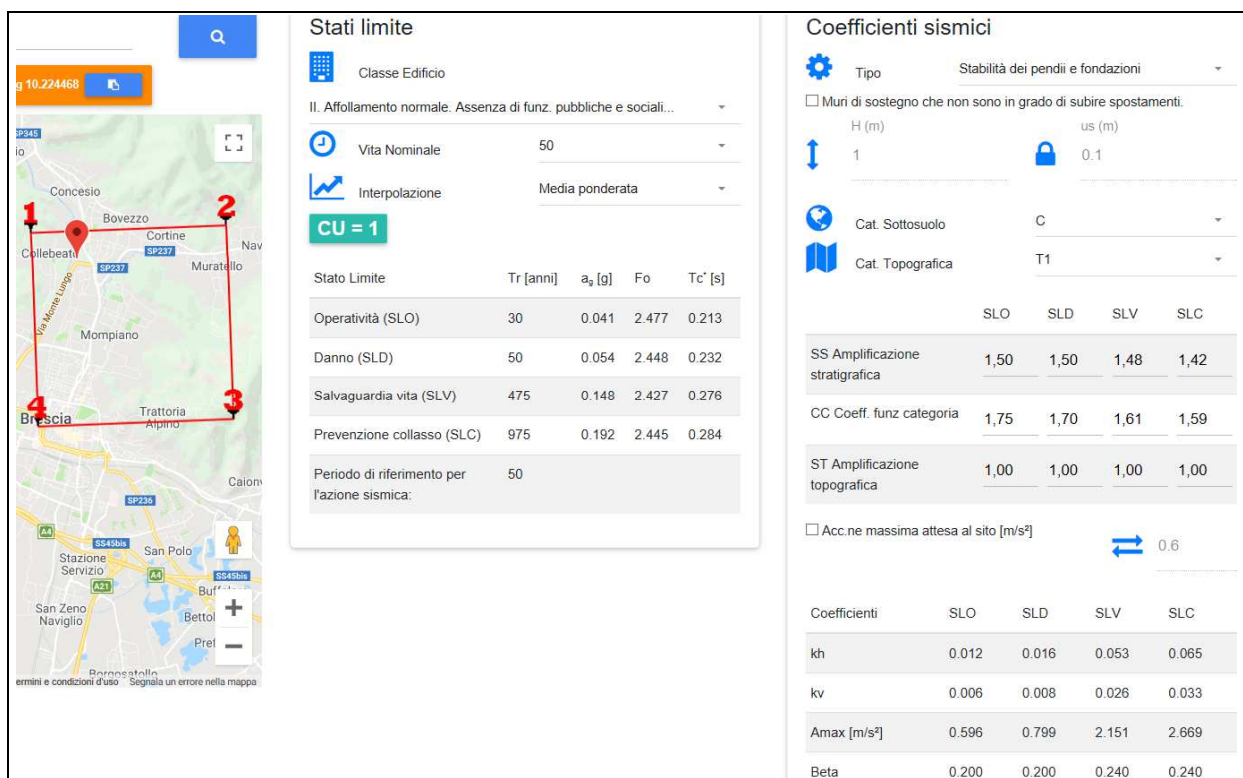 g 10.224468
SP345
io
Concesio
1
2
Bovezzo
Cortine
Nav
SP237
Collebeato
SP237
Muratello
Via Monte Lungo
Mompiano
4
3
Brescia
Trattoria
Alpino
Caion
SP236
A4
SS45bis
San Polo
Stazione
Servizio
A4
SS45bis
A21
Buf
San Zeno
Naviglio
Bettol
Pref
Borgosatollo
ermini e condizioni d'uso Segnala un errore nella mappa
Stati limite
Classe Edificio
II. Affollamento normale. Assenza di funz. pubbliche e sociali...
Vita Nominale 50
Interpolazione Media ponderata
CU = 1
Stato Limite Tr [anni] ag [g] Fo Tc* [s]
Operatività (SLO) 30 0.041 2.477 0.213
Danno (SLD) 50 0.054 2.448 0.232
Salvaguardia vita (SLV) 475 0.148 2.427 0.276
Prevenzione collasso (SLC) 975 0.192 2.445 0.284
Periodo di riferimento per 50
l'azione sismica:
Coefficienti sismici
Tipo Stabilità dei pendii e fondazioni
Muri di sostegno che non sono in grado di subire spostamenti.
H (m) us (m)
1 0.1
Cat. Sottosuolo C
Cat. Topografica T1
SLO SLD SLV SLC
SS Amplificazione 1,50 1,50 1,48 1,42
stratigrafica
CC Coeff. funz categoria 1,75 1,70 1,61 1,59
ST Amplificazione 1,00 1,00 1,00 1,00
topografica
Acc.ne massima attesa al sito [m/s²]
0.6
Coefficienti SLO SLD SLV SLC
kh 0.012 0.016 0.053 0.065
kv 0.006 0.008 0.026 0.033
Amax [m/s²] 0.596 0.799 2.151 2.669
Beta 0.200 0.200 0.240 0.240